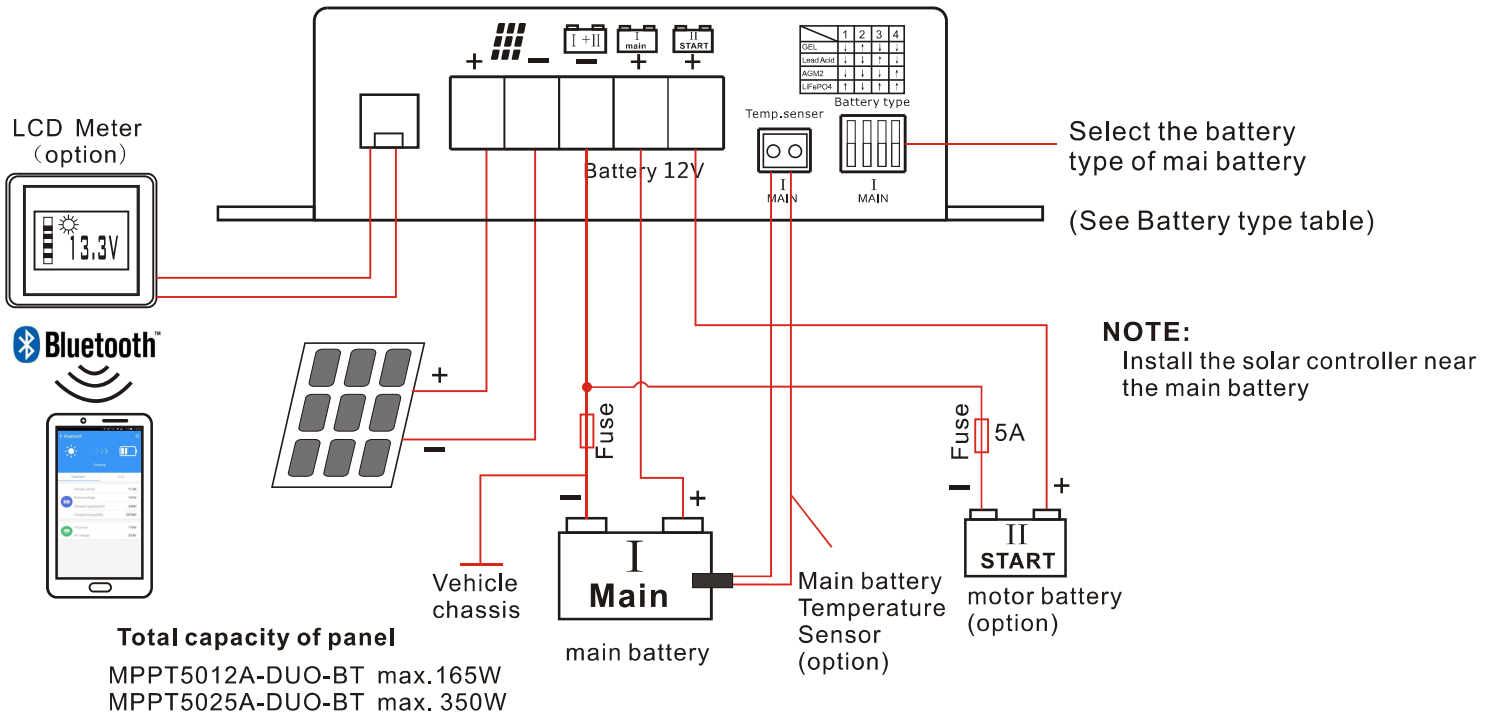 I +II
I
main
II
START
+
−
−
+
+
1 2 3 4
GEL ↓ ↑ ↓ ↓
Lead Acid ↓ ↓ ↑ ↓
AGM2 ↓ ↓ ↓ ↑
LiFePO4 ↑ ↓ ↑ ↑
Battery type
Temp.senser
Battery 12V
I
MAIN
I
MAIN
LCD Meter
（option）
13.3V
Select the battery
type of mai battery
(See Battery type table)
Bluetooth™
NOTE:
Install the solar controller near
the main battery
+
−
Fuse
Fuse
5A
−
+
−
+
I
Main
main battery
Vehicle
chassis
Main battery
Temperature
Sensor
(option)
II
START
motor battery
(option)
Total capacity of panel
MPPT5012A-DUO-BT max.165W
MPPT5025A-DUO-BT max. 350W